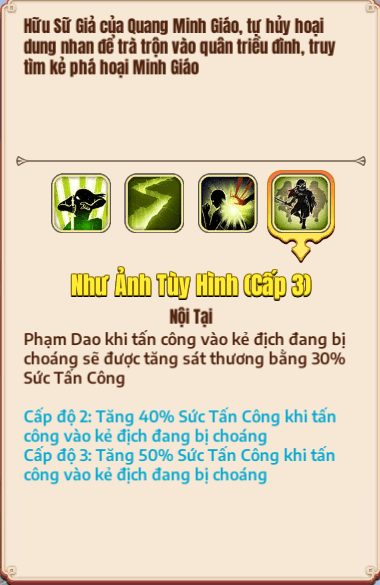 Hữu Sữ Giả của Quang Minh Giáo, tự hủy hoại
dung nhan để trà trộn vào quân triều đình, truy
tìm kẻ phá hoại Minh Giáo
Như Ảnh Tùy Hình (Cấp 3)
Nội Tại
Phạm Dao khi tấn công vào kẻ địch đang bị
choáng sẽ được tăng sát thương bằng 30%
Sức Tấn Công
Cấp độ 2: Tăng 40% Sức Tấn Công khi tấn
công vào kẻ địch đang bị choáng
Cấp độ 3: Tăng 50% Sức Tấn Công khi tấn
công vào kẻ địch đang bị choáng